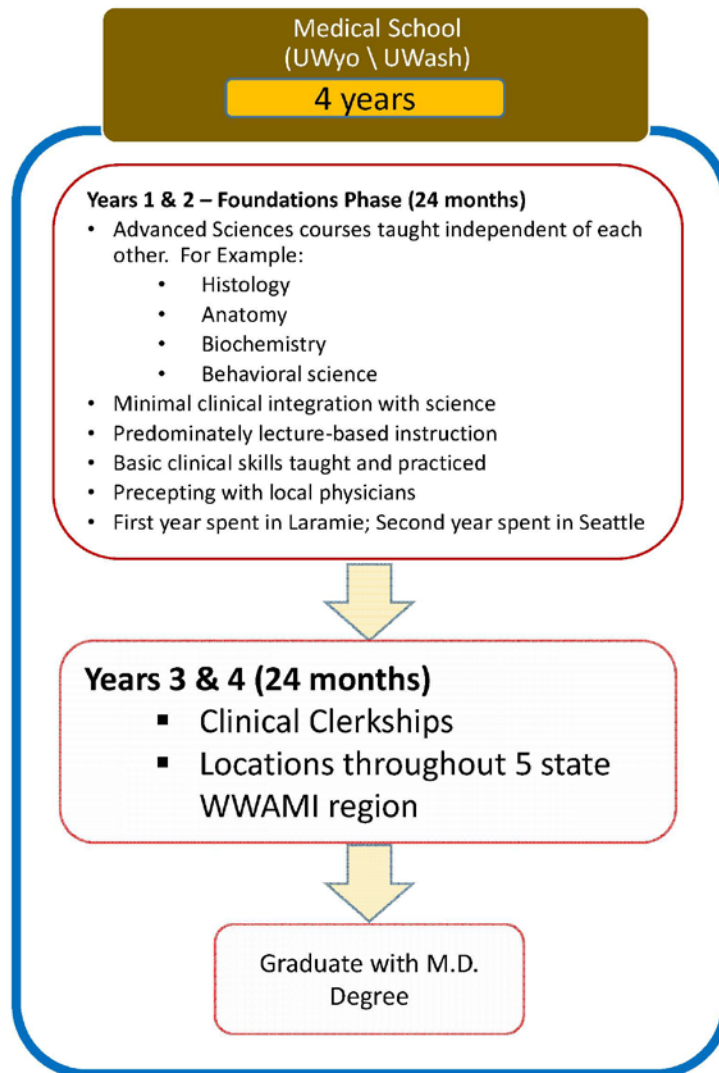 Medical School
(UWyo \ UWash)
4 years
Years 1 & 2 – Foundations Phase (24 months)
• Advanced Sciences courses taught independent of each
other. For Example:
• Histology
• Anatomy
• Biochemistry
• Behavioral science
• Minimal clinical integration with science
• Predominately lecture-based instruction
• Basic clinical skills taught and practiced
• Precepting with local physicians
• First year spent in Laramie; Second year spent in Seattle
Years 3 & 4 (24 months)
▪ Clinical Clerkships
▪ Locations throughout 5 state
WWAMI region
Graduate with M.D.
Degree